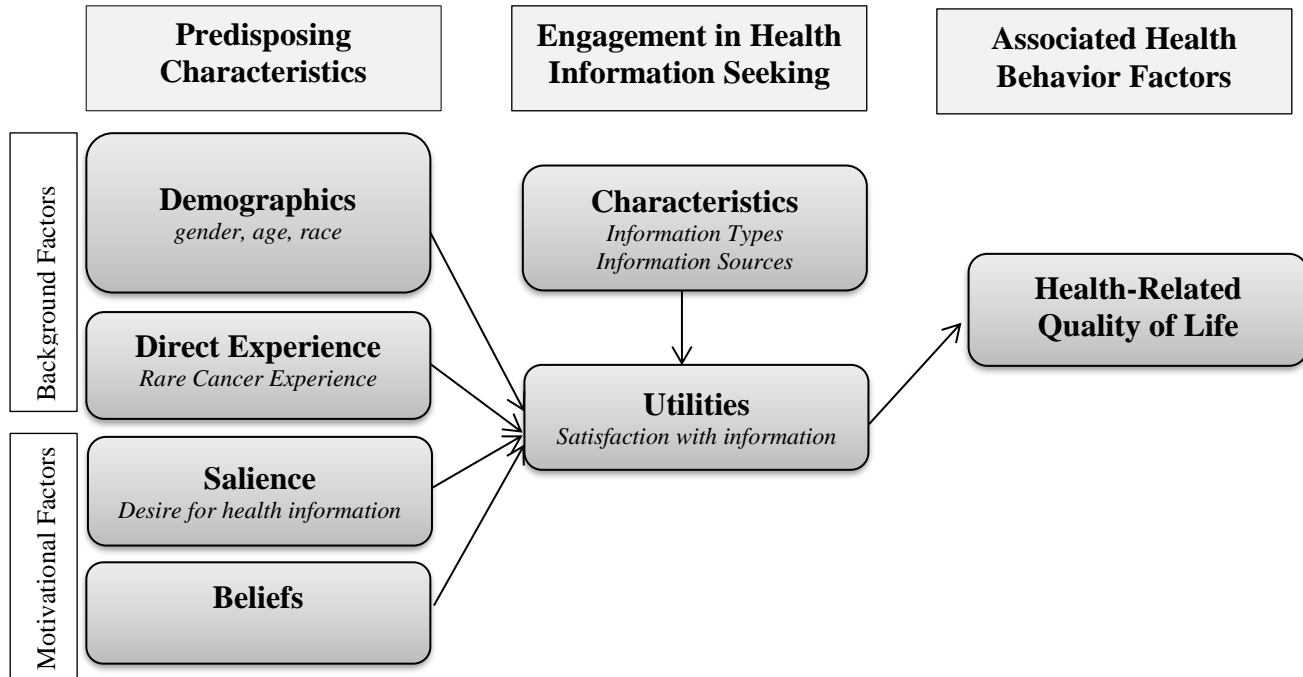 Predisposing
Characteristics
Engagement in Health
Information Seeking
Associated Health
Behavior Factors
Background Factors
Demographics
gender, age, race
Direct Experience
Rare Cancer Experience
Motivational Factors
Salience
Desire for health information
Beliefs
Characteristics
Information Types
Information Sources
Utilities
Satisfaction with information
Health-Related
Quality of Life